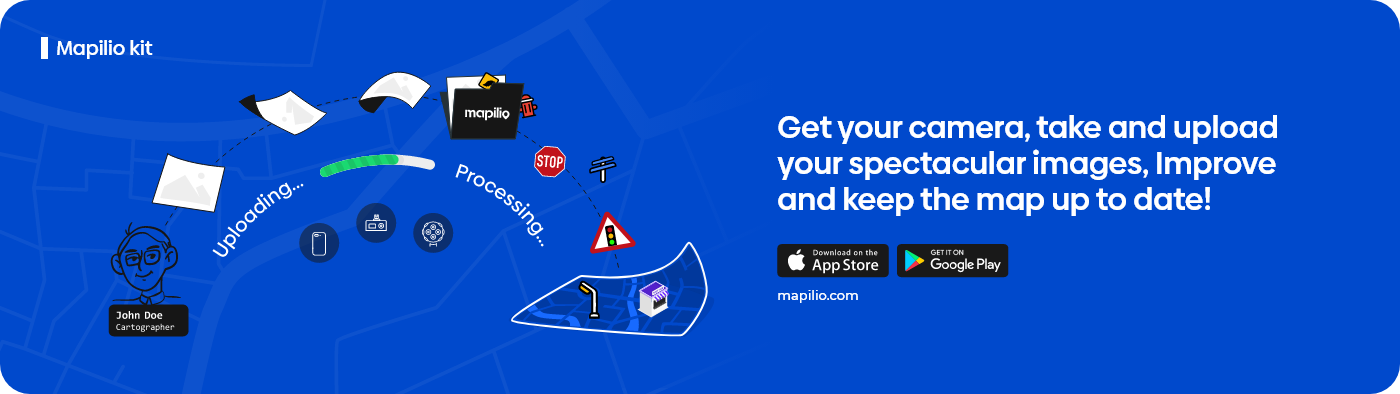 Mapilio kit
mapilio
STOP
Uploading...
Processing...
John Doe
Cartographer
Get your camera, take and upload
your spectacular images, Improve
and keep the map up to date!
Download on the
App Store
GET IT ON
Google Play
mapilio.com